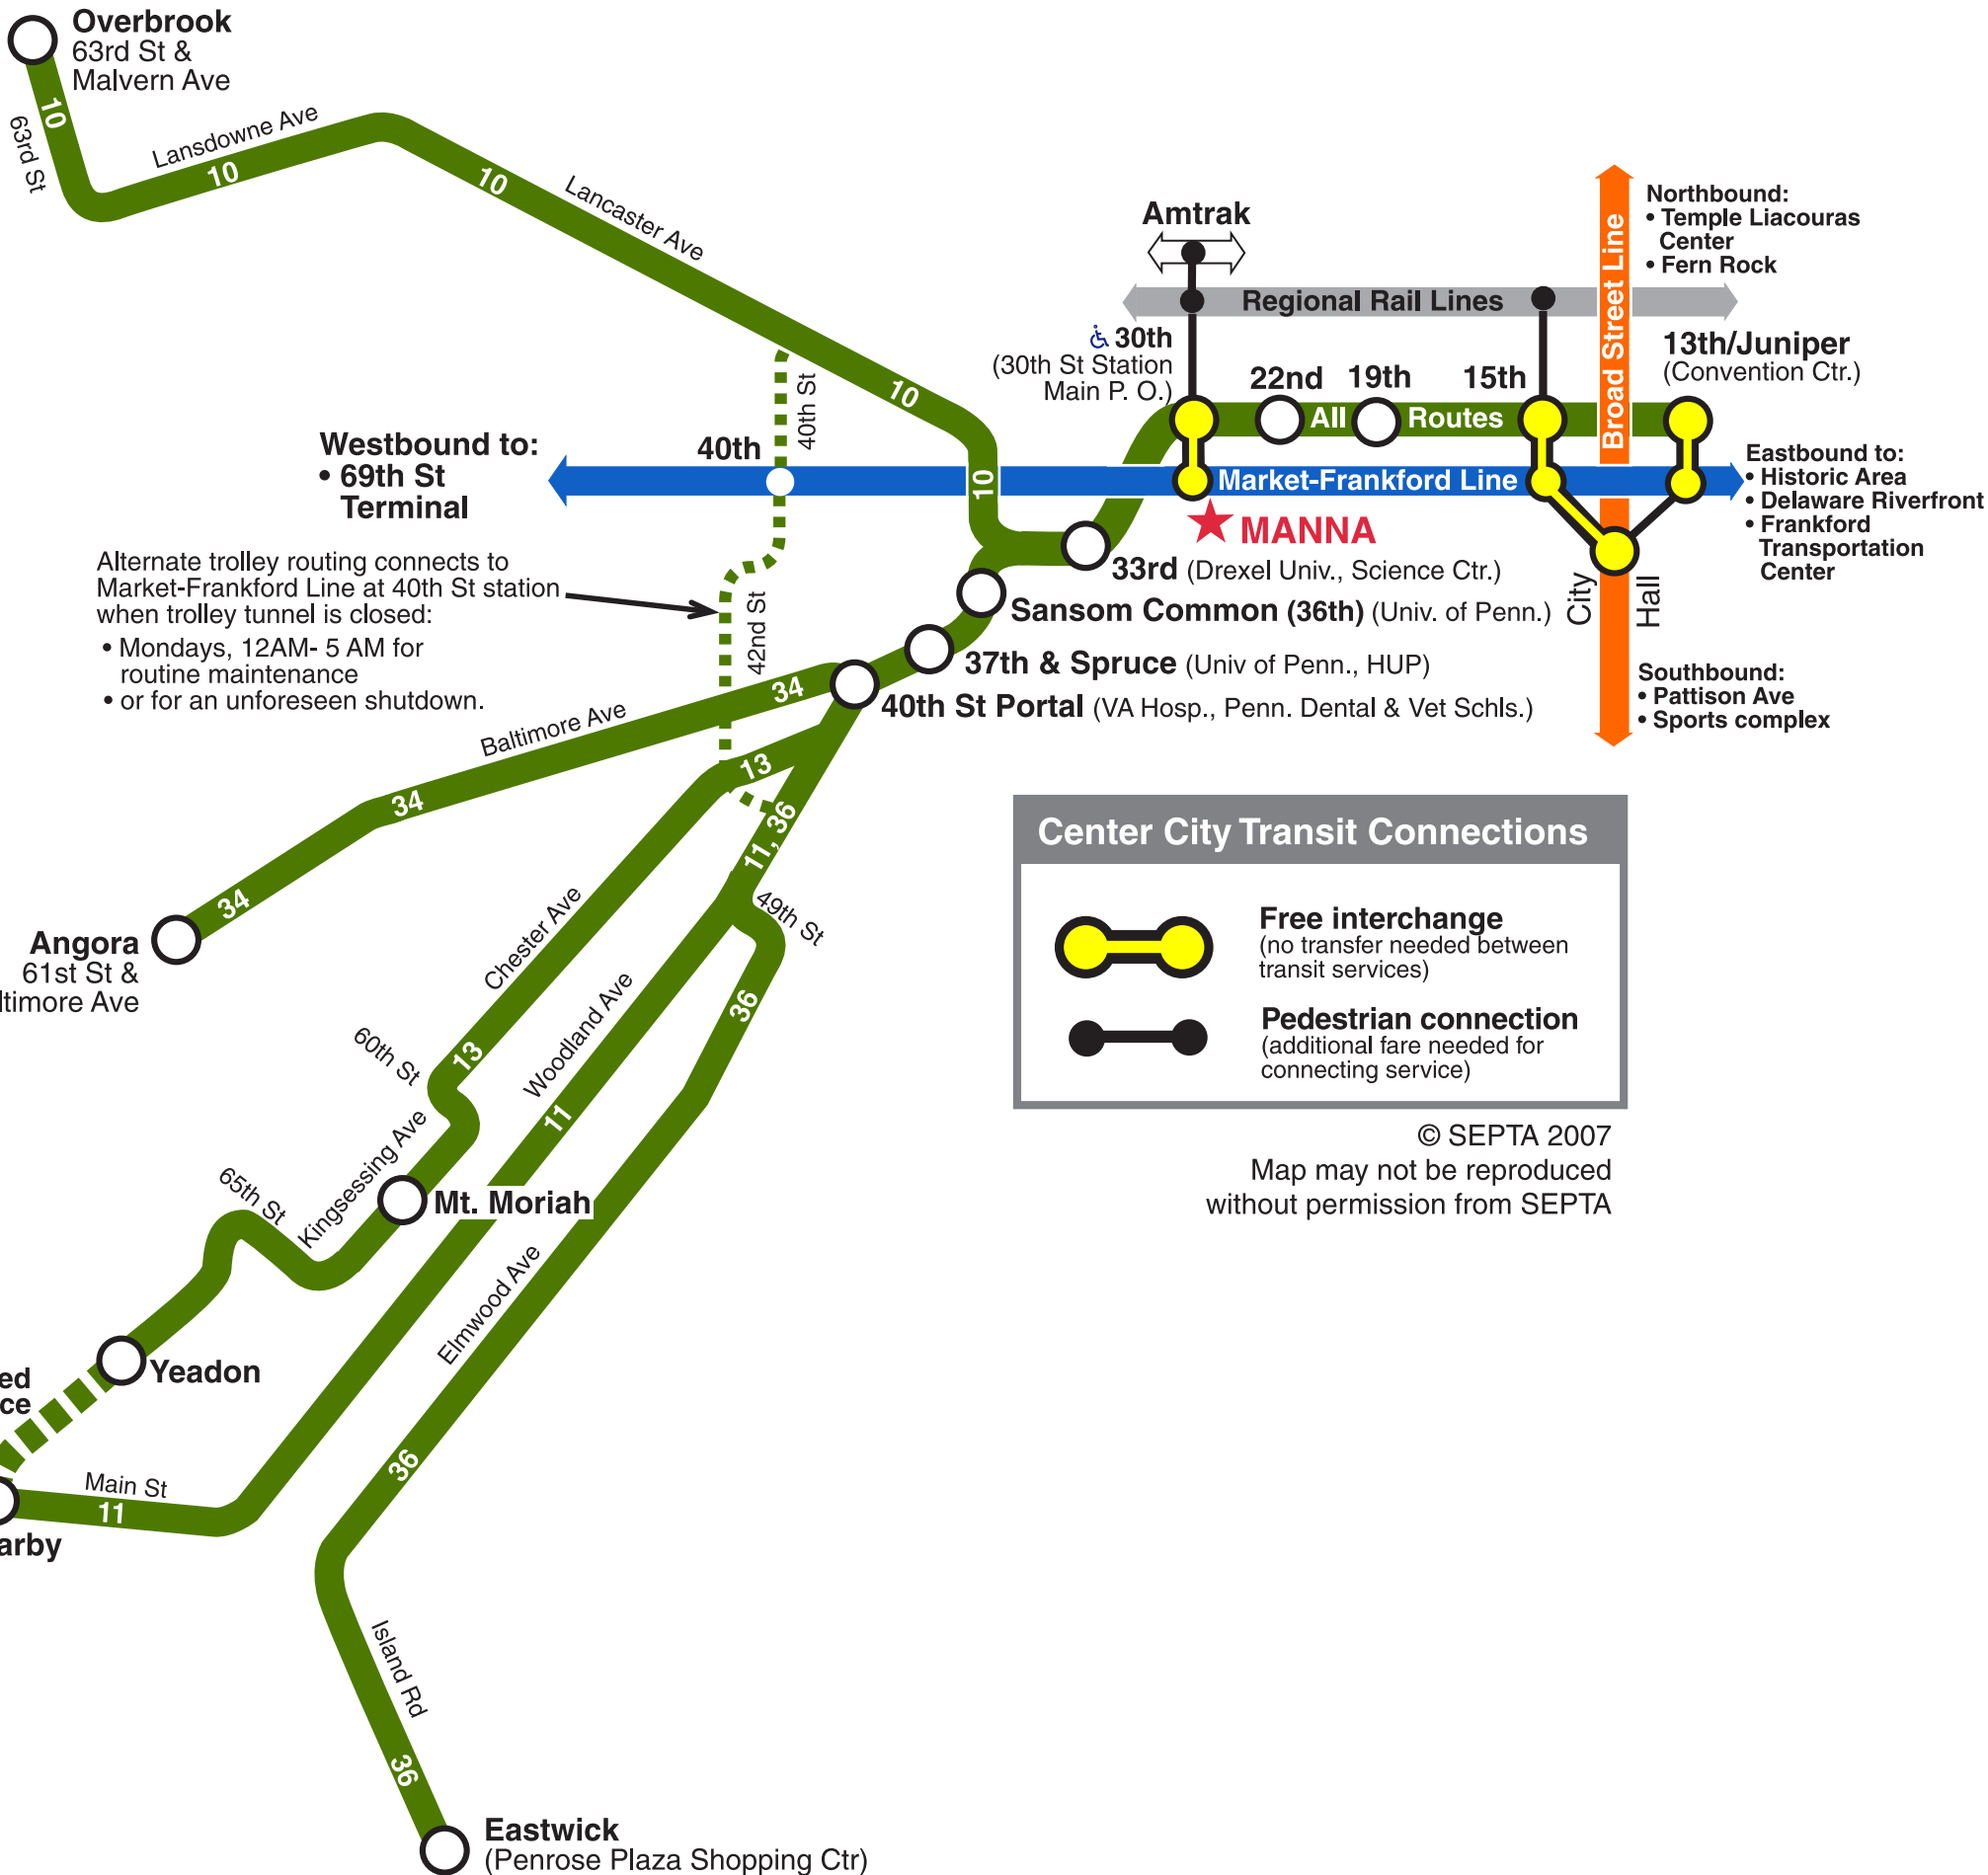 Overbrook
63rd St &
Malvern Ave
10
63rd St
Lansdowne Ave
10
10
Lancaster Ave
10
10
40th St
42nd St
Amtrak
Regional Rail Lines
30th
(30th St Station
Main P. O.)
22nd
19th
15th
All Routes
Broad Street Line
Northbound:
• Temple Liacouras
Center
• Fern Rock
13th/Juniper
(Convention Ctr.)
Westbound to:
• 69th St
Terminal
40th
Market-Frankford Line
Eastbound to:
• Historic Area
• Delaware Riverfront
• Frankford
Transportation
Center
MANNA
33rd (Drexel Univ., Science Ctr.)
Sansom Common (36th) (Univ. of Penn.)
37th & Spruce (Univ of Penn., HUP)
40th St Portal (VA Hosp., Penn. Dental & Vet Schls.)
City Hall
Southbound:
• Pattison Ave
• Sports complex
Alternate trolley routing connects to
Market-Frankford Line at 40th St station
when trolley tunnel is closed:
• Mondays, 12AM- 5 AM for
routine maintenance
• or for an unforeseen shutdown.
34
Baltimore Ave
34
34
Angora
61st St &
ltimore Ave
13
11, 36
49th St
Chester Ave
36
60th St
13
Woodland Ave
11
Kingsessing Ave
65th St
Mt. Moriah
Elmwood Ave
Yeadon
ed
ce
Main St
11
arby
36
Island Rd
36
Eastwick
(Penrose Plaza Shopping Ctr)
Center City Transit Connections
Free interchange
(no transfer needed between
transit services)
Pedestrian connection
(additional fare needed for
connecting service)
© SEPTA 2007
Map may not be reproduced
without permission from SEPTA